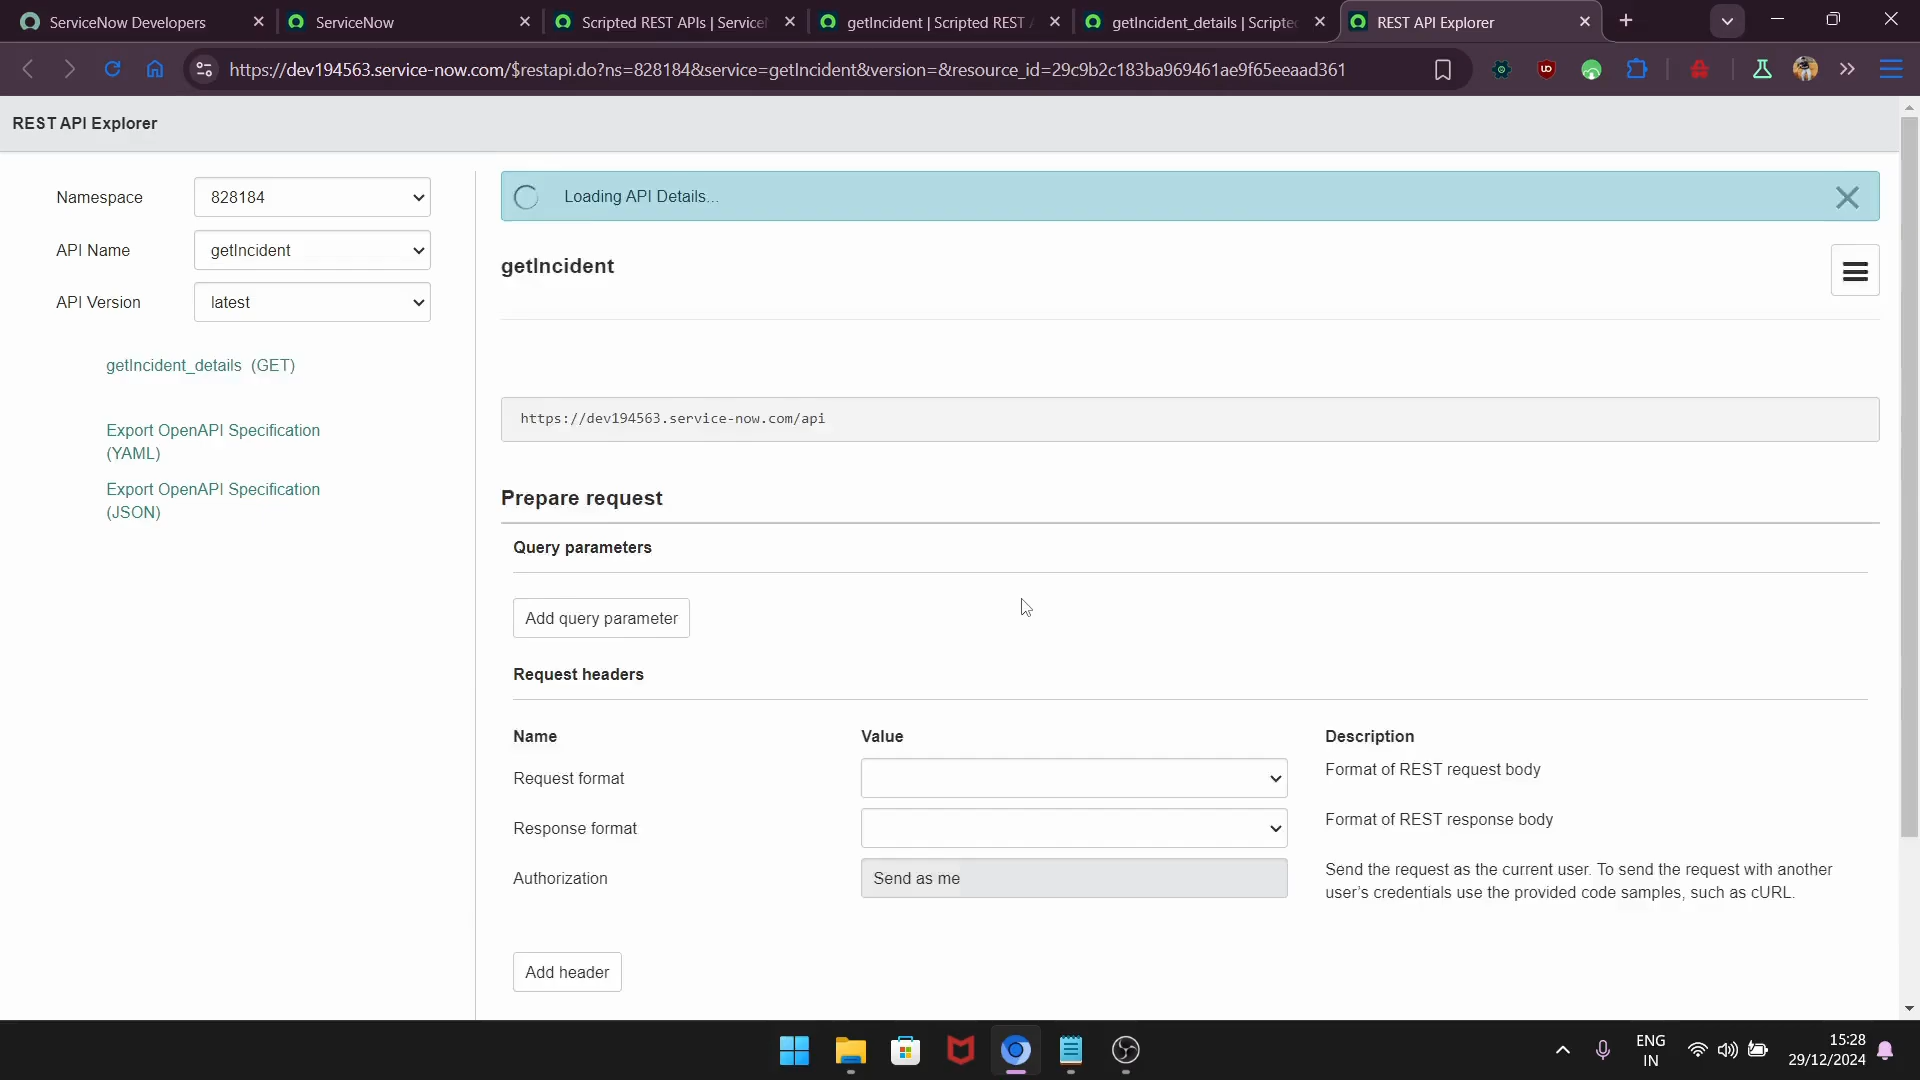 ServiceNow Developers
ServiceNow
Scripted REST APIs | Service
getIncident | Scripted REST
getIncident_details | Scripte
REST API Explorer
https://dev194563.service-now.com/$restapi.do?ns=828184&service=getIncident&version=&resource_id=29c9b2c183ba969461ae9f65eeaad361
REST API Explorer
Namespace
828184
API Name
getIncident
API Version
latest
getIncident_details (GET)
Export OpenAPI Specification
(YAML)
Export OpenAPI Specification
(JSON)
Loading API Details...
getIncident
https://dev194563.service-now.com/api
Prepare request
Query parameters
Add query parameter
Request headers
Name Value Description
Request format
Format of REST request body
Response format
Format of REST response body
Authorization
Send as me
Send the request as the current user. To send the request with another
user's credentials use the provided code samples, such as cURL.
Add header
ENG
IN
15:28
29/12/2024